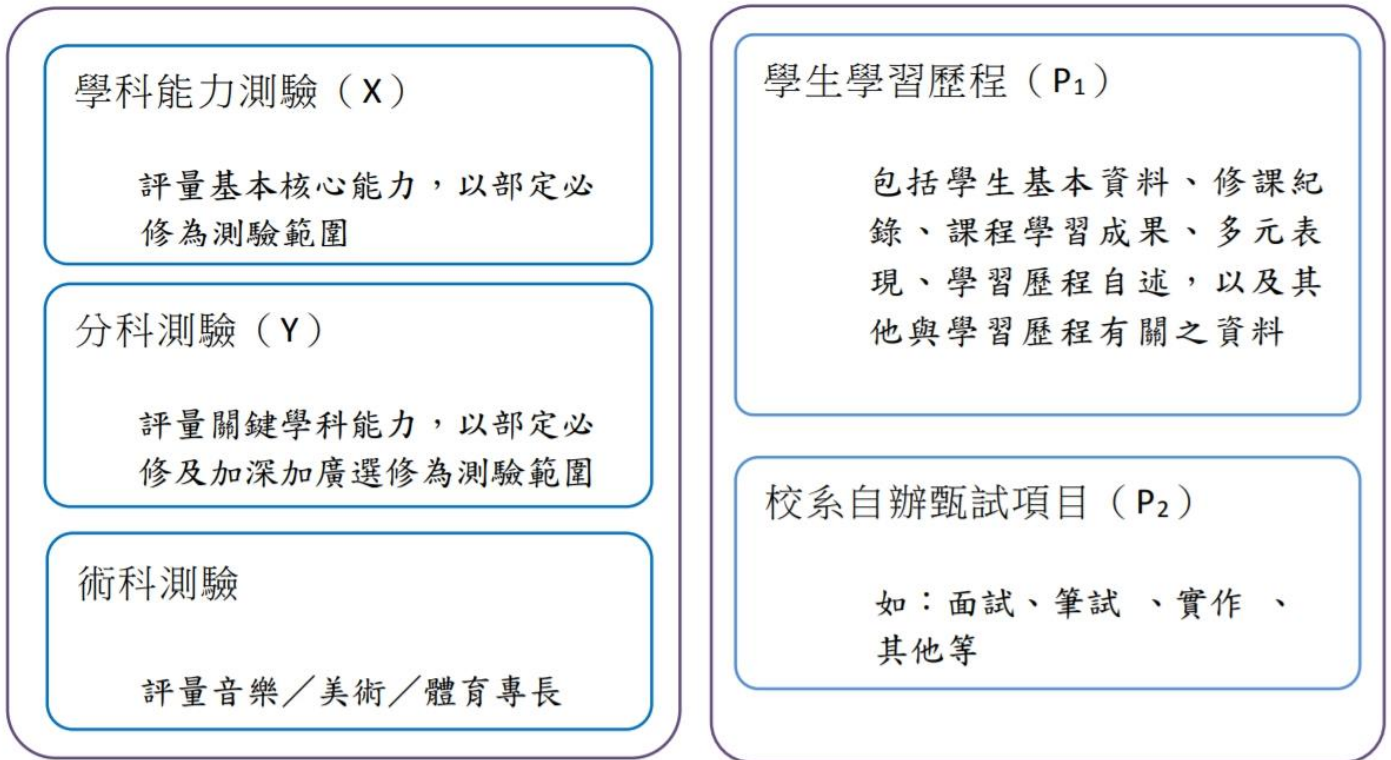 學科能力測驗（X）
評量基本核心能力，以部定必
修為測驗範圍
分科測驗（Y）
評量關鍵學科能力，以部定必
修及加深加廣選修為測驗範圍
術科測驗
評量音樂／美術／體育專長
學生學習歷程（P₁）
包括學生基本資料、修課紀
錄、課程學習成果、多元表
現、學習歷程自述，以及其
他與學習歷程有關之資料
校系自辦甄試項目（P₂）
如：面試、筆試 、實作 、
其他等